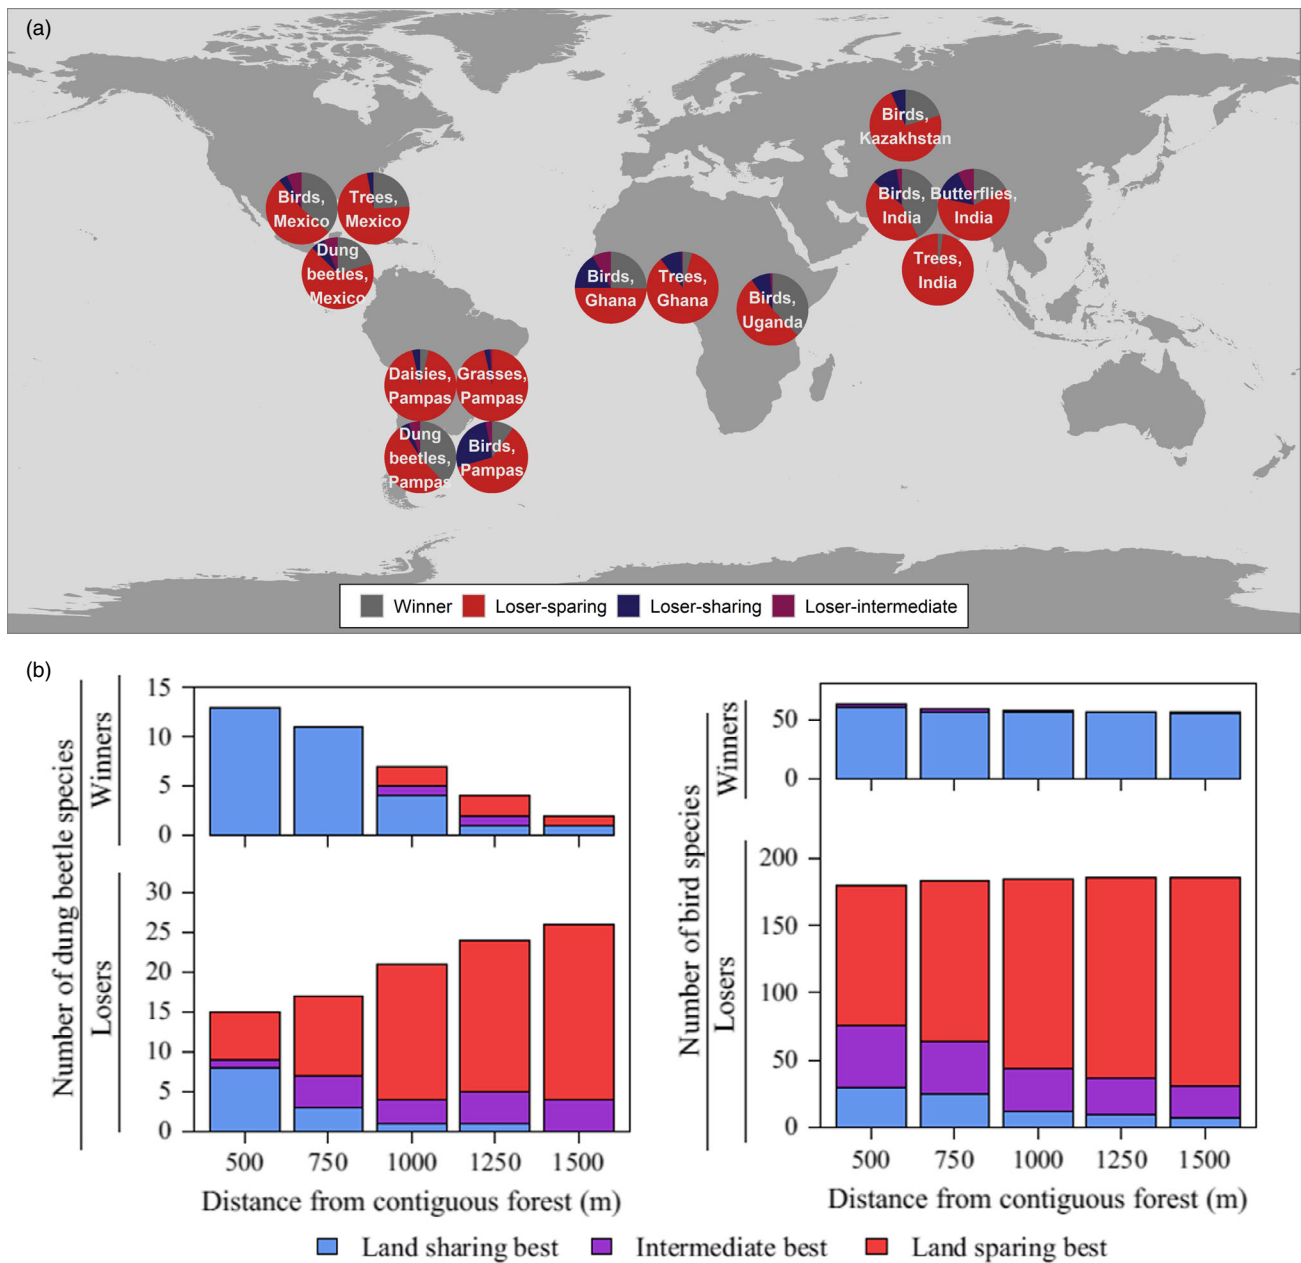 (a)
Birds,
Kazakhstan
Birds,
Mexico
Trees,
Mexico
Birds,
India
Butterflies,
India
Dung
beetles,
Mexico
Trees,
India
Birds,
Ghana
Trees,
Ghana
Birds,
Uganda
Daisies,
Pampas
Grasses,
Pampas
Dung
beetles,
Pampas
Birds,
Pampas
Winner Loser-sparing Loser-sharing Loser-intermediate
(b)
Number of dung beetle species
Winners
15
10
5
0
Losers
30
25
20
15
10
5
0
500 750 1000 1250 1500
Distance from contiguous forest (m)
Number of bird species
Winners
50
0
Losers
200
150
100
50
0
500 750 1000 1250 1500
Distance from contiguous forest (m)
Land sharing best Intermediate best Land sparing best